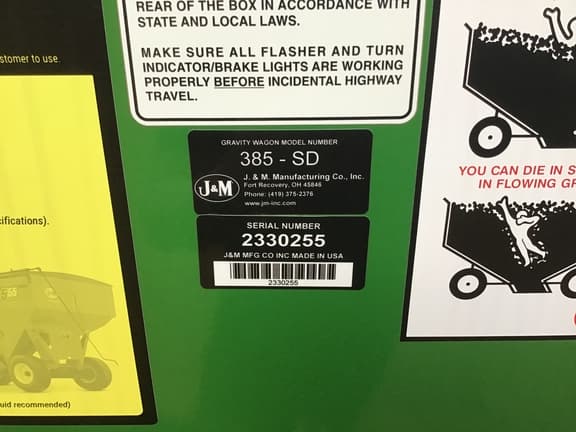 REAR OF THE BOX IN ACCORDANCE WITH
STATE AND LOCAL LAWS.
MAKE SURE ALL FLASHER AND TURN
INDICATOR/BRAKE LIGHTS ARE WORKING
PROPERLY BEFORE INCIDENTAL HIGHWAY
TRAVEL.
stomer to use
cifications).
uid recommended)
GRAVITY WAGON MODEL NUMBER
385 - SD
J&M
J. & M. Manufacturing Co., Inc.
Fort Recovery, OH 45846
Phone: (419) 375-2376
www.jm-inc.com
SERIAL NUMBER
2330255
J&M MFG CO INC MADE IN USA
2330255
YOU CAN DIE IN S
IN FLOWING GR